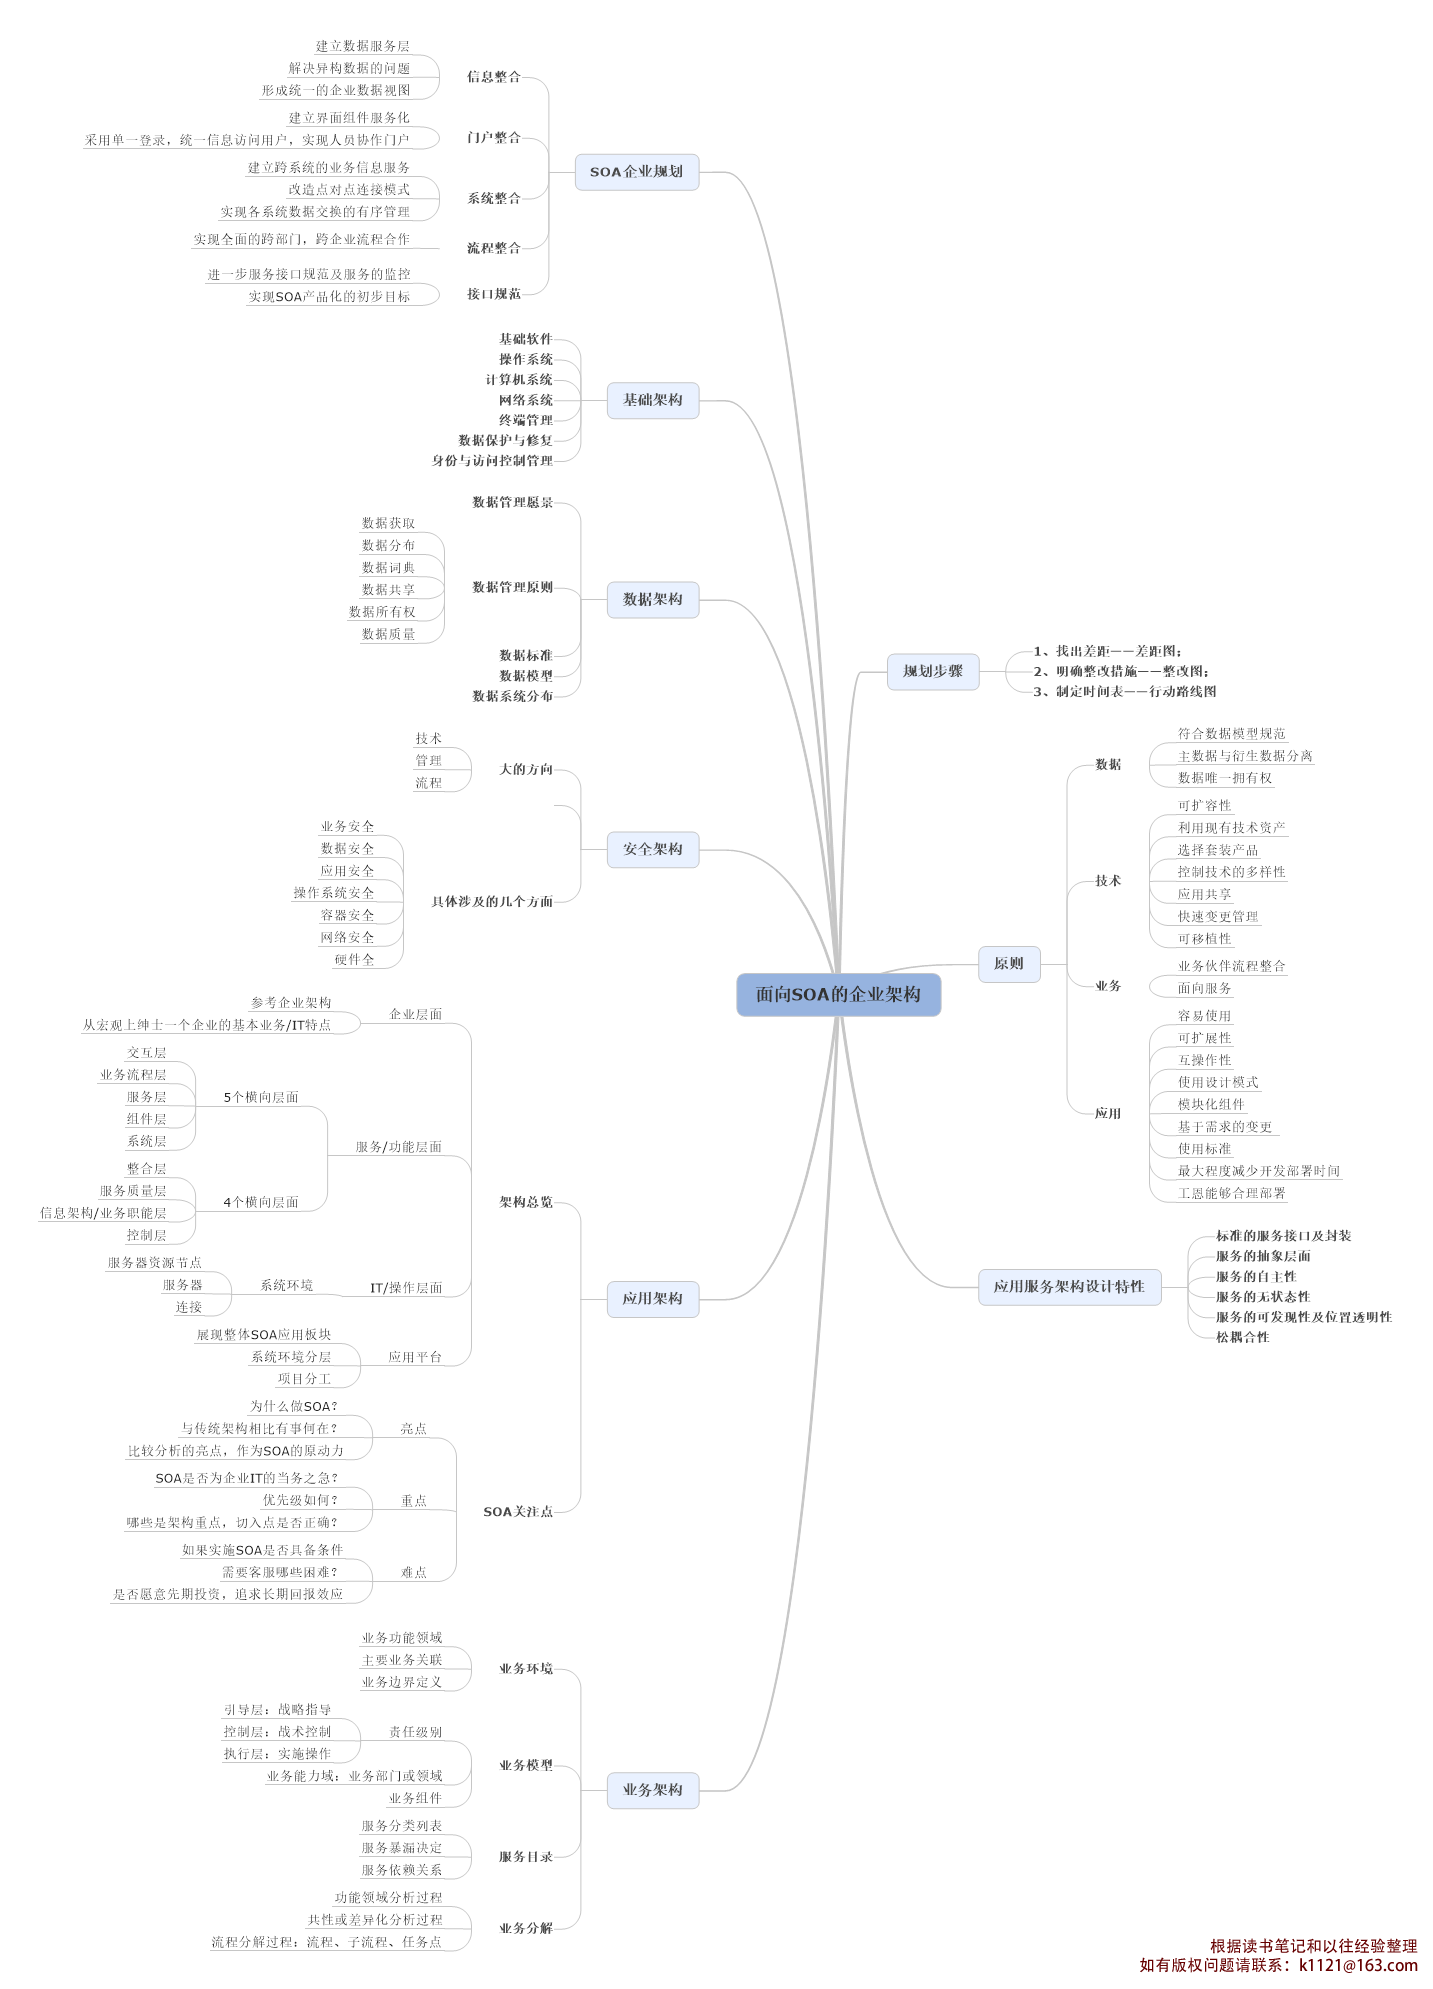 面向SOA的企业架构
SOA企业规划
信息整合
建立数据服务层
解决异构数据的问题
形成统一的企业数据视图
门户整合
建立界面组件服务化
采用单一登录，统一信息访问用户，实现人员协作门户
系统整合
建立跨系统的业务信息服务
改造点对点连接模式
实现各系统数据交换的有序管理
流程整合
实现全面的跨部门，跨企业流程合作
接口规范
进一步服务接口规范及服务的监控
实现SOA产品化的初步目标
基础架构
基础软件
操作系统
计算机系统
网络系统
终端管理
数据保护与修复
身份与访问控制管理
数据架构
数据管理愿景
数据管理原则
数据获取
数据分布
数据词典
数据共享
数据所有权
数据质量
数据标准
数据模型
数据系统分布
安全架构
大的方向
技术
管理
流程
具体涉及的几个方面
业务安全
数据安全
应用安全
操作系统安全
容器安全
网络安全
硬件全
应用架构
架构总览
企业层面
参考企业架构
从宏观上绅士一个企业的基本业务/IT特点
服务/功能层面
5个横向层面
交互层
业务流程层
服务层
组件层
系统层
4个横向层面
整合层
服务质量层
信息架构/业务职能层
控制层
IT/操作层面
系统环境
服务器资源节点
服务器
连接
应用平台
展现整体SOA应用板块
系统环境分层
项目分工
SOA关注点
亮点
为什么做SOA？
与传统架构相比有事何在？
比较分析的亮点，作为SOA的原动力
重点
SOA是否为企业IT的当务之急？
优先级如何？
哪些是架构重点，切入点是否正确？
难点
如果实施SOA是否具备条件
需要客服哪些困难？
是否愿意先期投资，追求长期回报效应
业务架构
业务环境
业务功能领域
主要业务关联
业务边界定义
业务模型
责任级别
引导层：战略指导
控制层：战术控制
执行层：实施操作
业务能力域：业务部门或领域
业务组件
服务目录
服务分类列表
服务暴漏决定
服务依赖关系
业务分解
功能领域分析过程
共性或差异化分析过程
流程分解过程：流程、子流程、任务点
规划步骤
1、找出差距——差距图；
2、明确整改措施——整改图；
3、制定时间表——行动路线图
原则
数据
符合数据模型规范
主数据与衍生数据分离
数据唯一拥有权
技术
可扩容性
利用现有技术资产
选择套装产品
控制技术的多样性
应用共享
快速变更管理
可移植性
业务
业务伙伴流程整合
面向服务
应用
容易使用
可扩展性
互操作性
使用设计模式
模块化组件
基于需求的变更
使用标准
最大程度减少开发部署时间
工恩能够合理部署
应用服务架构设计特性
标准的服务接口及封装
服务的抽象层面
服务的自主性
服务的无状态性
服务的可发现性及位置透明性
松耦合性
根据读书笔记和以往经验整理
如有版权问题请联系：k1121@163.com